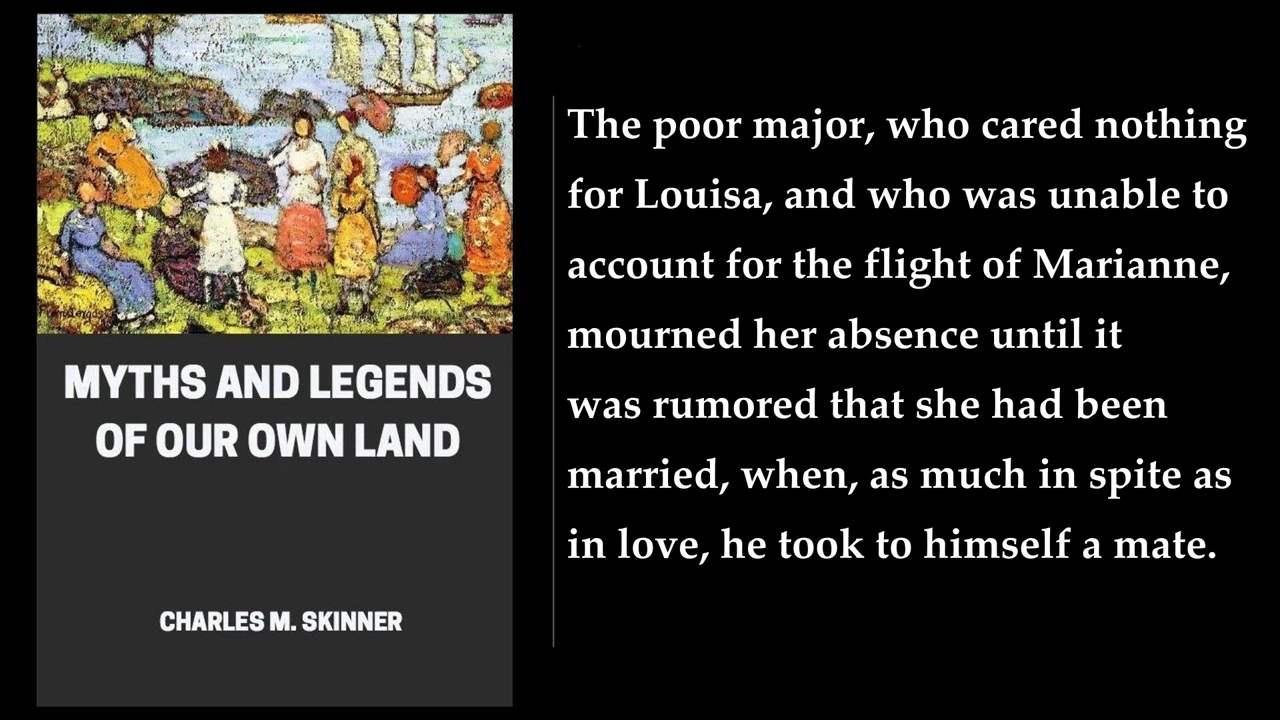 MYTHS AND LEGENDS
OF OUR OWN LAND
CHARLES M. SKINNER
The poor major, who cared nothing
for Louisa, and who was unable to
account for the flight of Marianne,
mourned her absence until it
was rumored that she had been
married, when, as much in spite as
in love, he took to himself a mate.